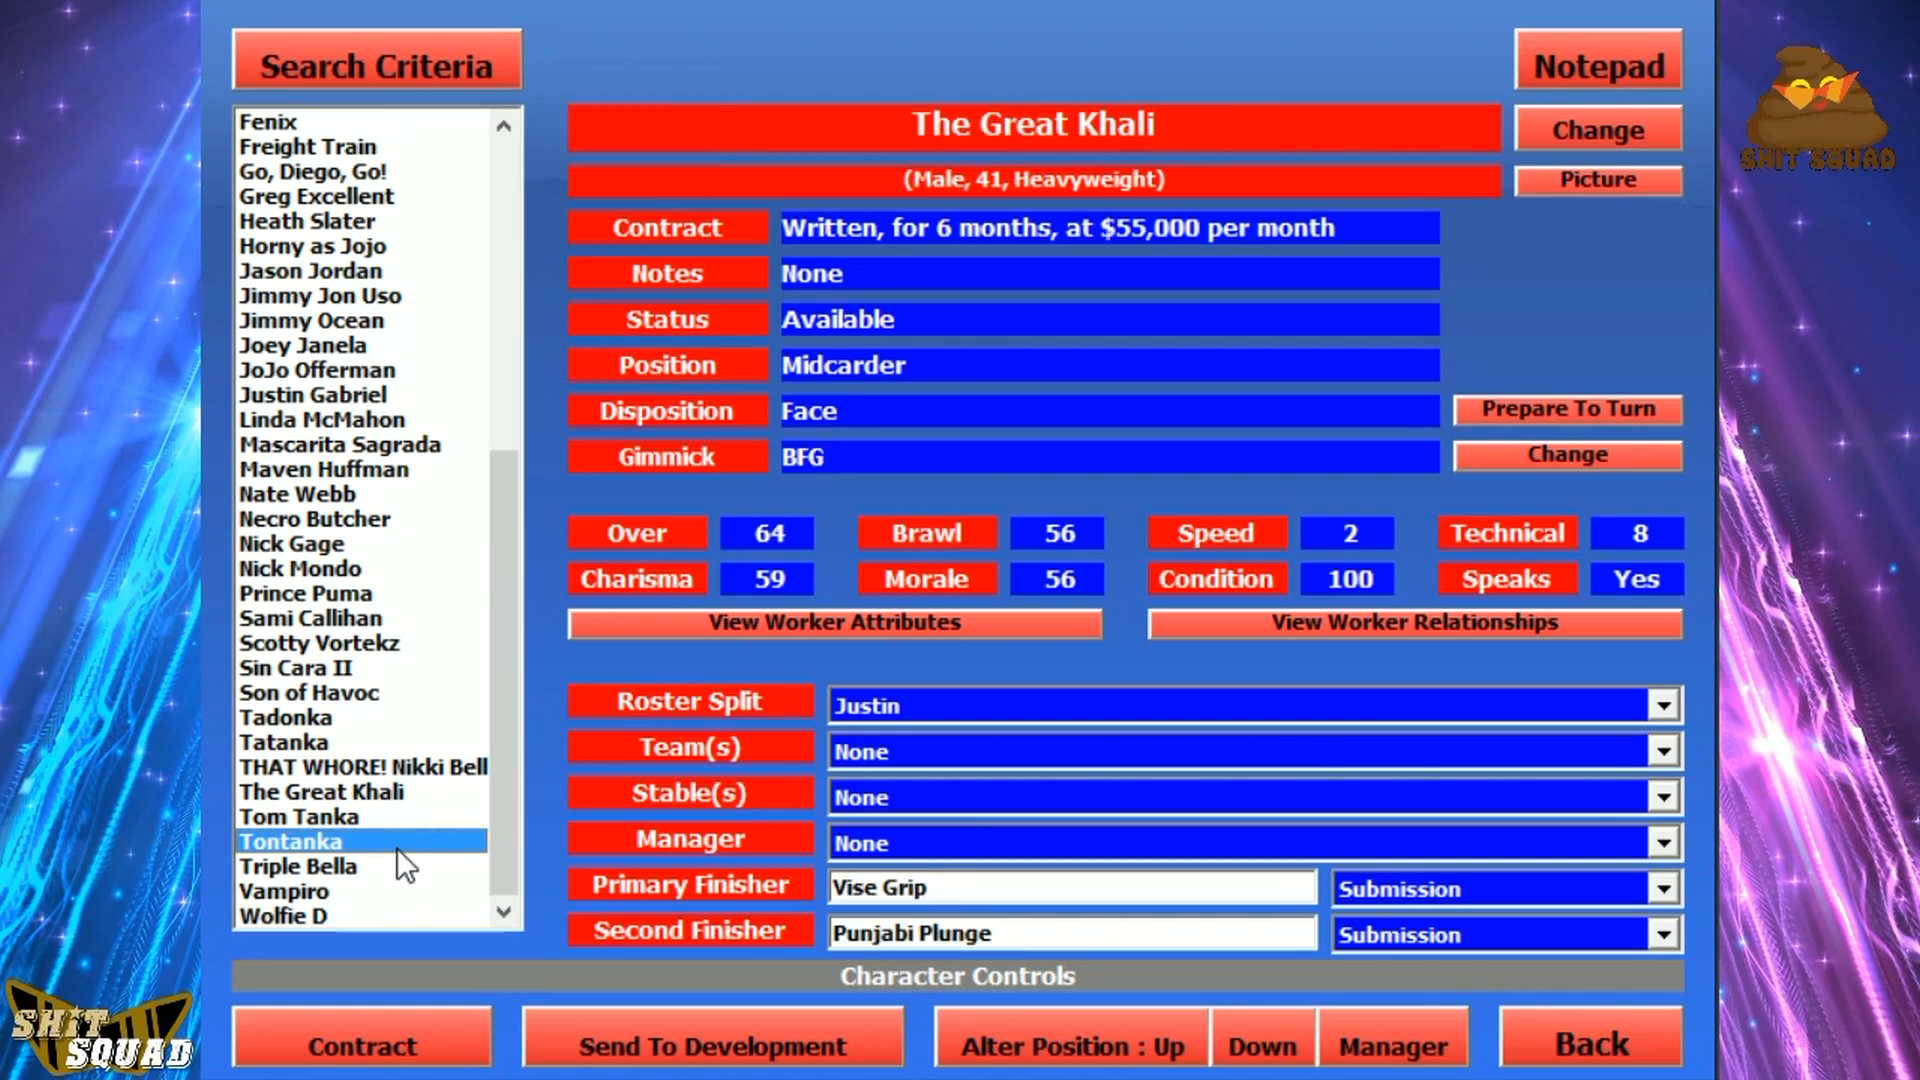 Search Criteria
Notepad
Fenix
Freight Train
Go, Diego, Go!
Greg Excellent
Heath Slater
Horny as Jojo
Jason Jordan
Jimmy Jon Uso
Jimmy Ocean
Joey Janela
JoJo Offerman
Justin Gabriel
Linda McMahon
Mascarita Sagrada
Maven Huffman
Nate Webb
Necro Butcher
Nick Gage
Nick Mondo
Prince Puma
Sami Callihan
Scotty Vortekz
Sin Cara II
Son of Havoc
Tadonka
Tatanka
THAT WHORE! Nikki Bell
The Great Khali
Tom Tanka
Tontanka
Triple Bella
Vampiro
Wolfie D
The Great Khali
Change
(Male, 41, Heavyweight)
Picture
Contract Written, for 6 months, at $55,000 per month
Notes None
Status Available
Position Midcarder
Disposition Face Prepare To Turn
Gimmick BFG Change
Over 64 Brawl 56 Speed 2 Technical 8
Charisma 59 Morale 56 Condition 100 Speaks Yes
View Worker Attributes View Worker Relationships
Roster Split Justin
Team(s) None
Stable(s) None
Manager None
Primary Finisher Vise Grip Submission
Second Finisher Punjabi Plunge Submission
Character Controls
Contract Send To Development Alter Position : Up Down Manager Back
SHIT SQUAD
SHIT
SQUAD